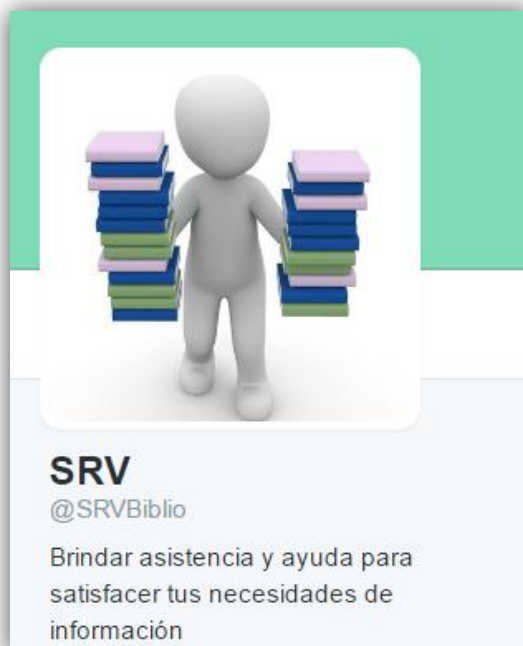 SRV
@SRVBiblio
Brindar asistencia y ayuda para
satisfacer tus necesidades de
información